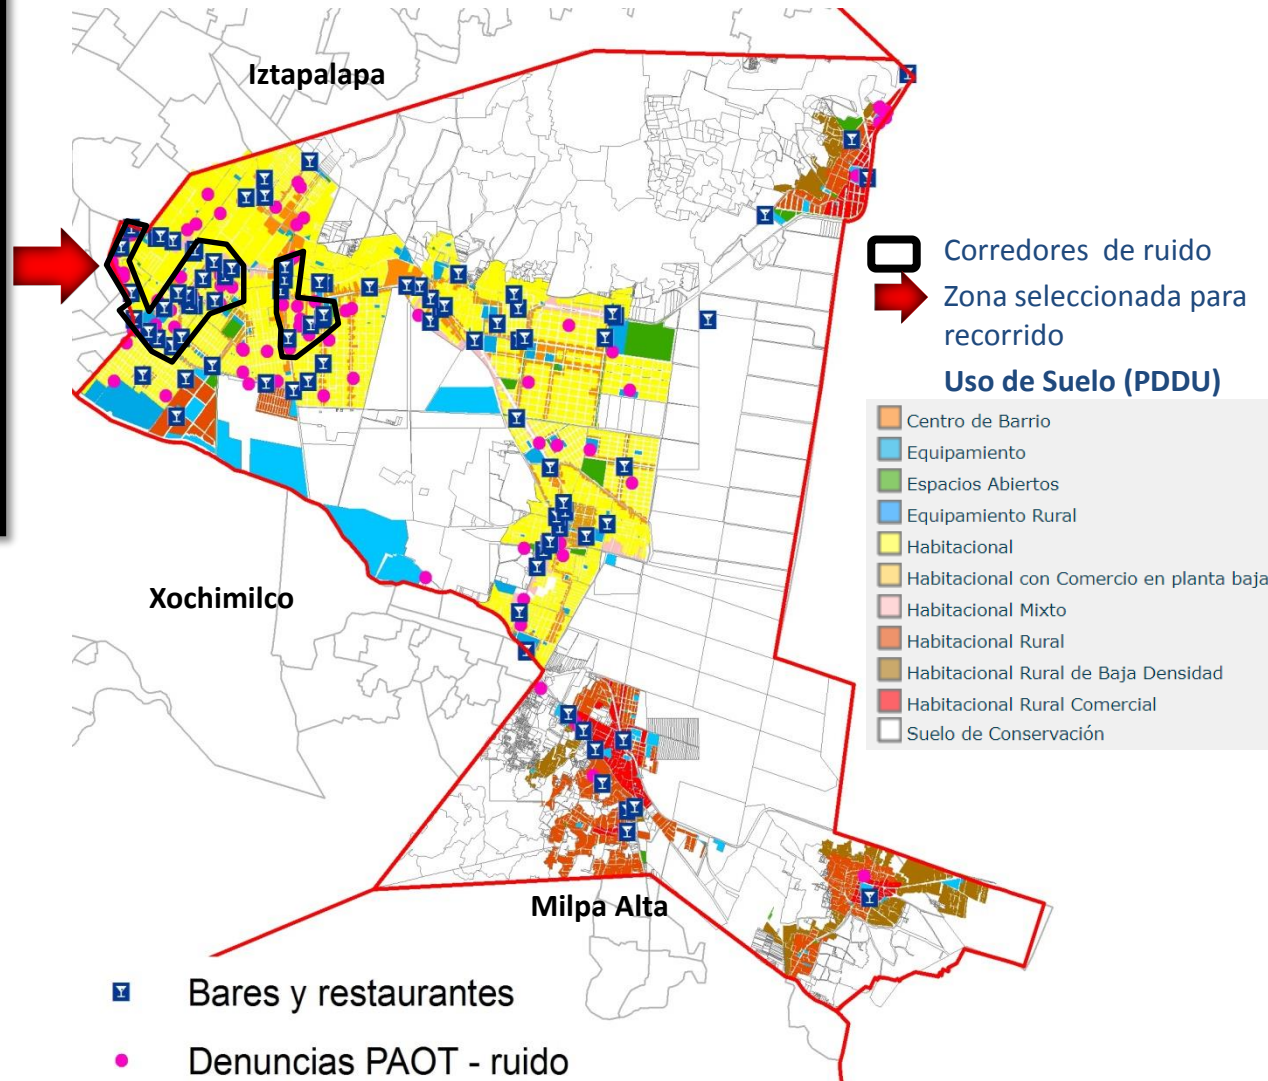 Iztapalapa
Corredores de ruido
Zona seleccionada para
recorrido
Uso de Suelo (PDDU)
Centro de Barrio
Equipamiento
Espacios Abiertos
Equipamiento Rural
Habitacional
Habitacional con Comercio en planta baja
Habitacional Mixto
Habitacional Rural
Habitacional Rural de Baja Densidad
Habitacional Rural Comercial
Suelo de Conservación
Xochimilco
Milpa Alta
Bares y restaurantes
Denuncias PAOT - ruido